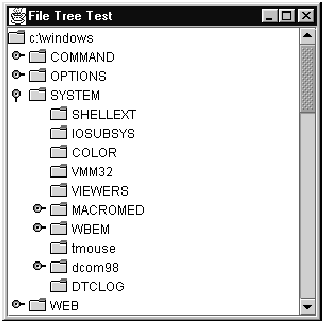 File Tree Test
c:\windows
COMMAND
OPTIONS
SYSTEM
SHELLEXT
IOSUBSYS
COLOR
VMM32
VIEWERS
MACROMED
WBEM
tmouse
dcom98
DTCLOG
WEB